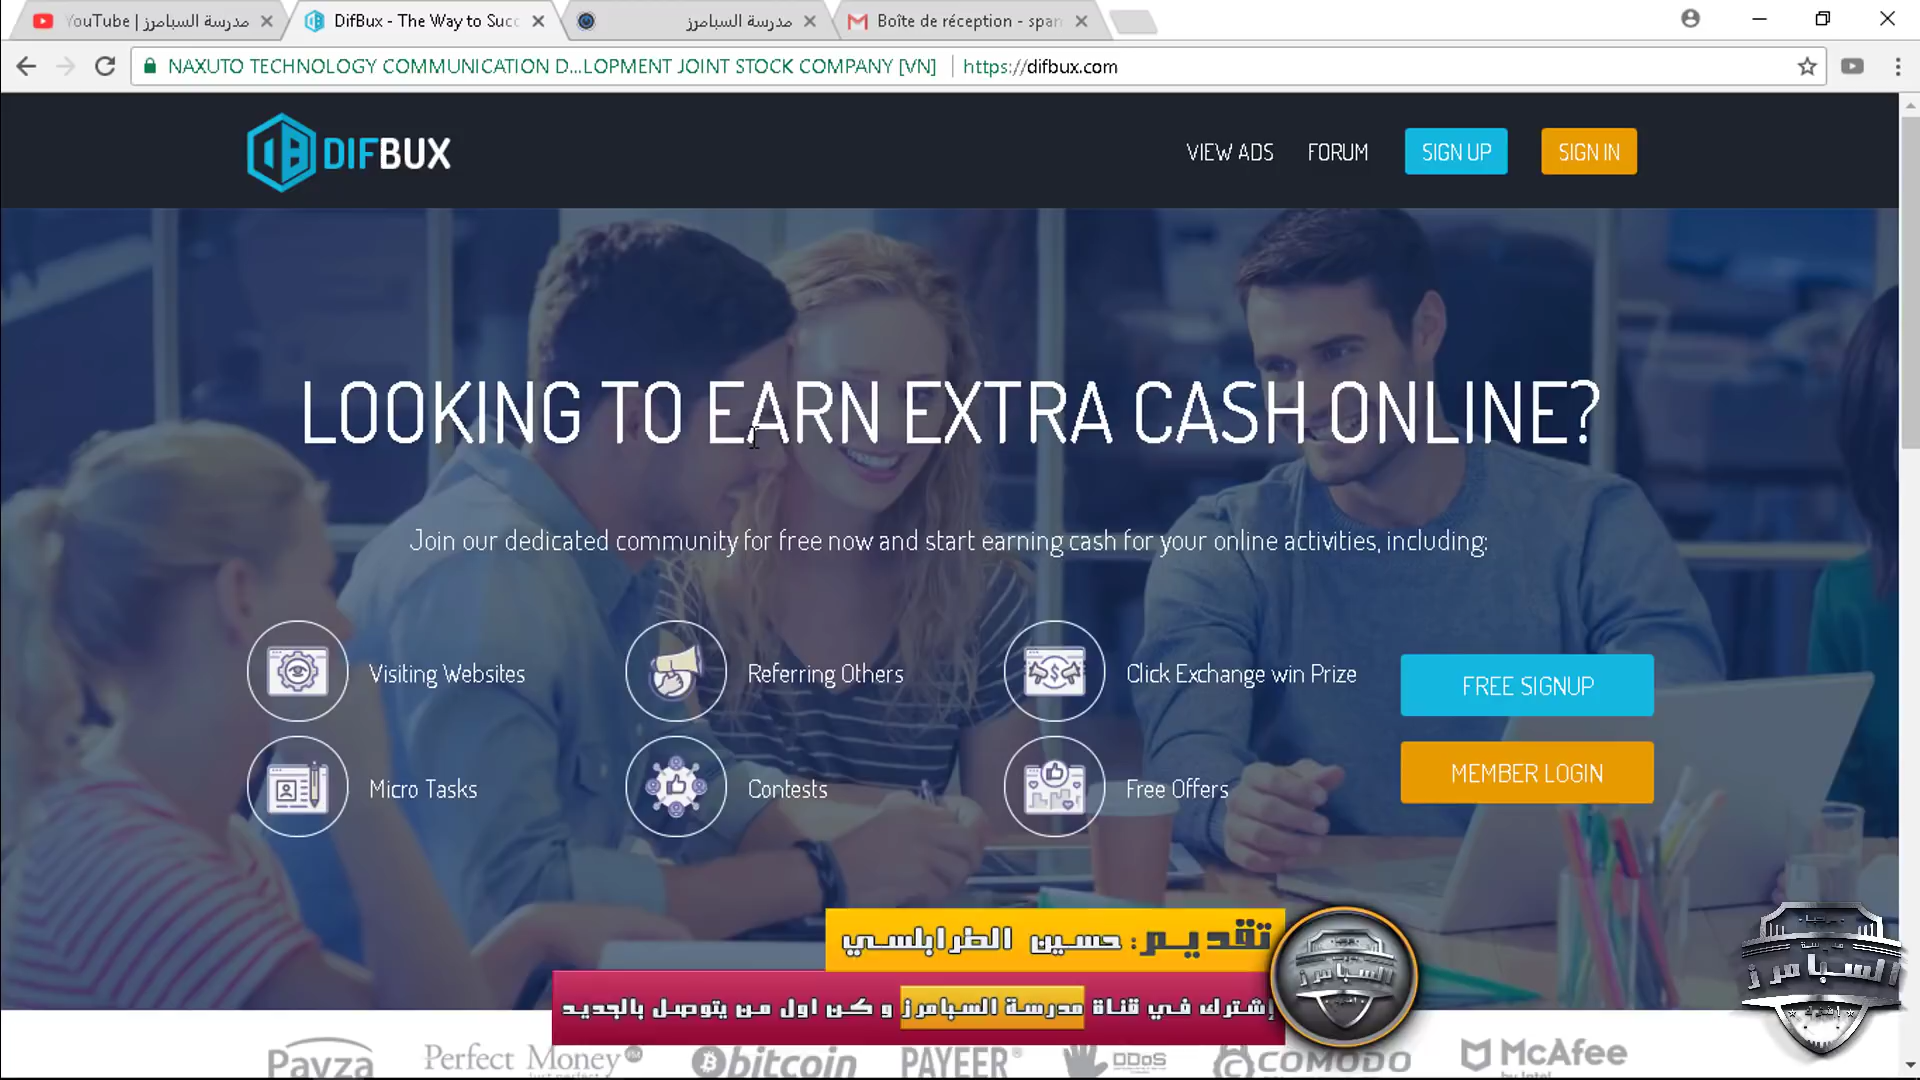 YouTube | مدرسة السبامرز
DifBux - The Way to Succ
مدرسة السبامرز
Boîte de réception - spam
NAXUTO TECHNOLOGY COMMUNICATION D...LOPMENT JOINT STOCK COMPANY [VN]
https://difbux.com
DIFBUX
VIEW ADS
FORUM
SIGN UP
SIGN IN
LOOKING TO EARN EXTRA CASH ONLINE?
Join our dedicated community for free now and start earning cash for your online activities, including:
Visiting Websites
Referring Others
Click Exchange win Prize
FREE SIGNUP
Micro Tasks
Contests
Free Offers
MEMBER LOGIN
تقديم: حسين الطرابلسي
إشترك في قناة مدرسة السبامرز و كن اول من يتوصل بالجديد
السبامرز
مدرسة
السبامرز
Payza
Perfect Money
bitcoin
PAYEER
DDoS
COMODO
McAfee